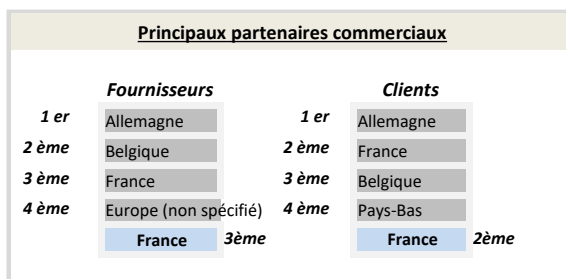 Principaux partenaires commerciaux
Fournisseurs Clients
1 er Allemagne 1 er Allemagne
2 ème Belgique 2 ème France
3 ème France 3 ème Belgique
4 ème Europe (non spécifié) 4 ème Pays-Bas
France 3ème France 2ème